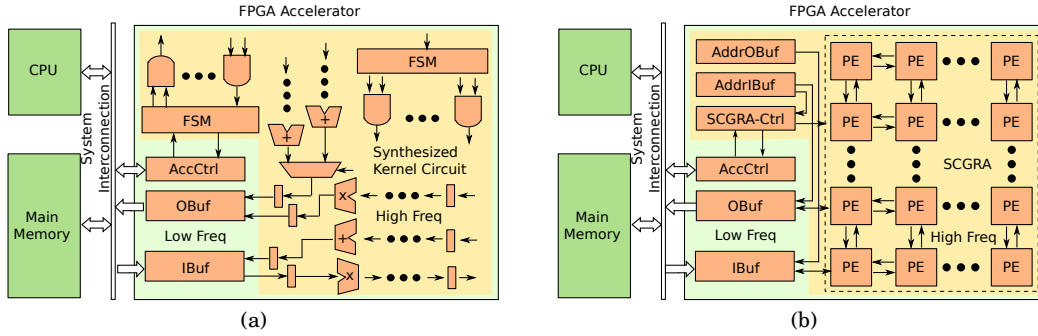 FPGA Accelerator
CPU
Main
Memory
System
Interconnection
FSM
FSM
+
+
Synthesized
Kernel Circuit
AccCtrl
OBuf
x
High Freq
Low Freq
+
IBuf
x
(a)
FPGA Accelerator
CPU
Main
Memory
System
Interconnection
AddrOBuf
AddrIBuf
SCGRA-Ctrl
AccCtrl
OBuf
Low Freq
IBuf
PE PE PE
PE PE PE
SCGRA
PE PE PE
High Freq
PE PE PE
(b)